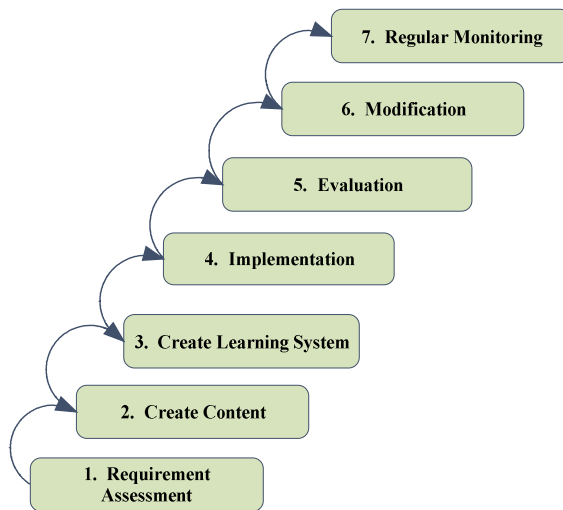 7. Regular Monitoring
6. Modification
5. Evaluation
4. Implementation
3. Create Learning System
2. Create Content
1. Requirement
Assessment